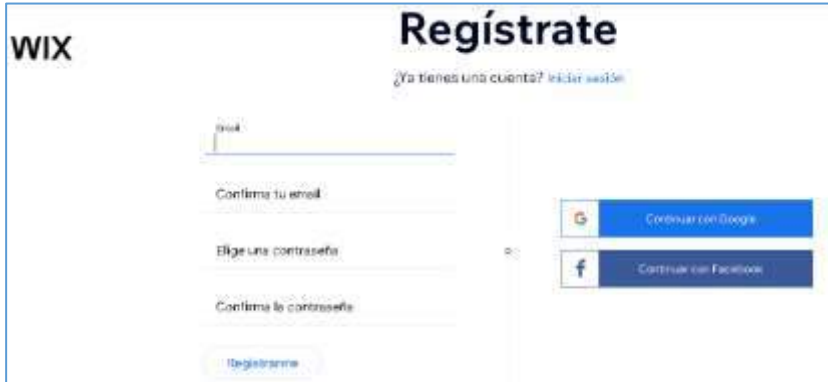 WIX
Regístrate
¿Ya tienes una cuenta? Iniciar sesión
Email
Confirma tu email
Elige una contraseña
Confirma la contraseña
Registrarme
o
G
Continuar con Google
f
Continuar con Facebook